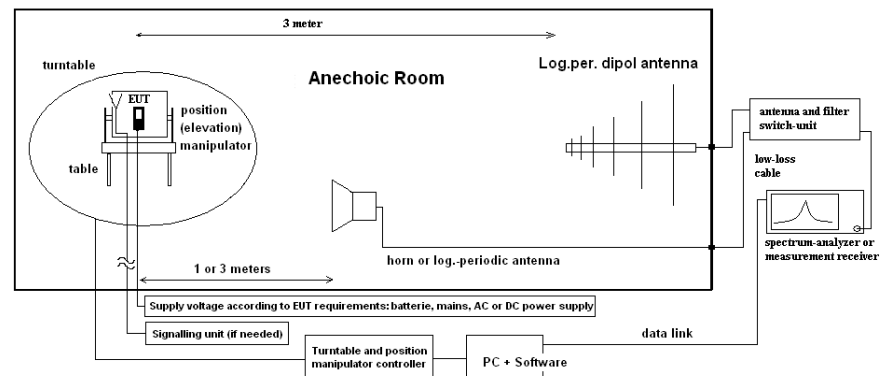 3 meter
turntable
Anechoic Room
Log.per. dipol antenna
EUT
position
(elevation)
manipulator
table
antenna and filter
switch-unit
low-loss
cable
spectrum-analyzer or
measurement receiver
horn or log.-periodic antenna
1 or 3 meters
Supply voltage according to EUT requirements: batterie, mains, AC or DC power supply
Signalling unit (if needed)
data link
Turntable and position
manipulator controller
PC + Software